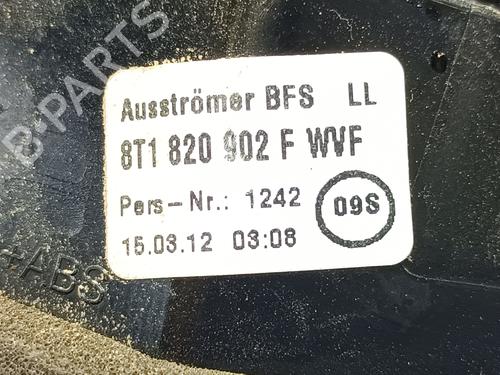 B-PARTS
Ausströmer BFS LL
8T1 820 902 F WVF
Pers-Nr.: 1242
09S
15.03.12 03:08
+ABS